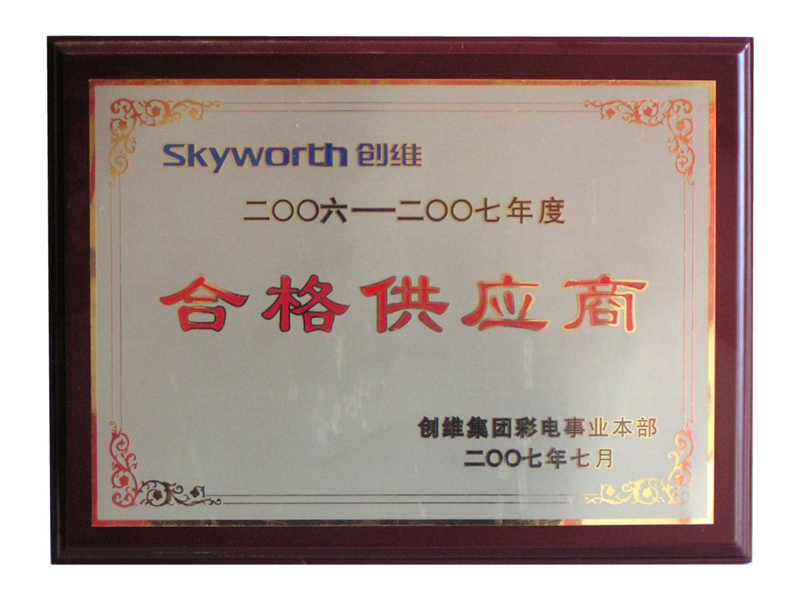 Skyworth 创维
二〇〇六——二〇〇七年度
合格供应商
创维集团彩电事业本部
二〇〇七年七月